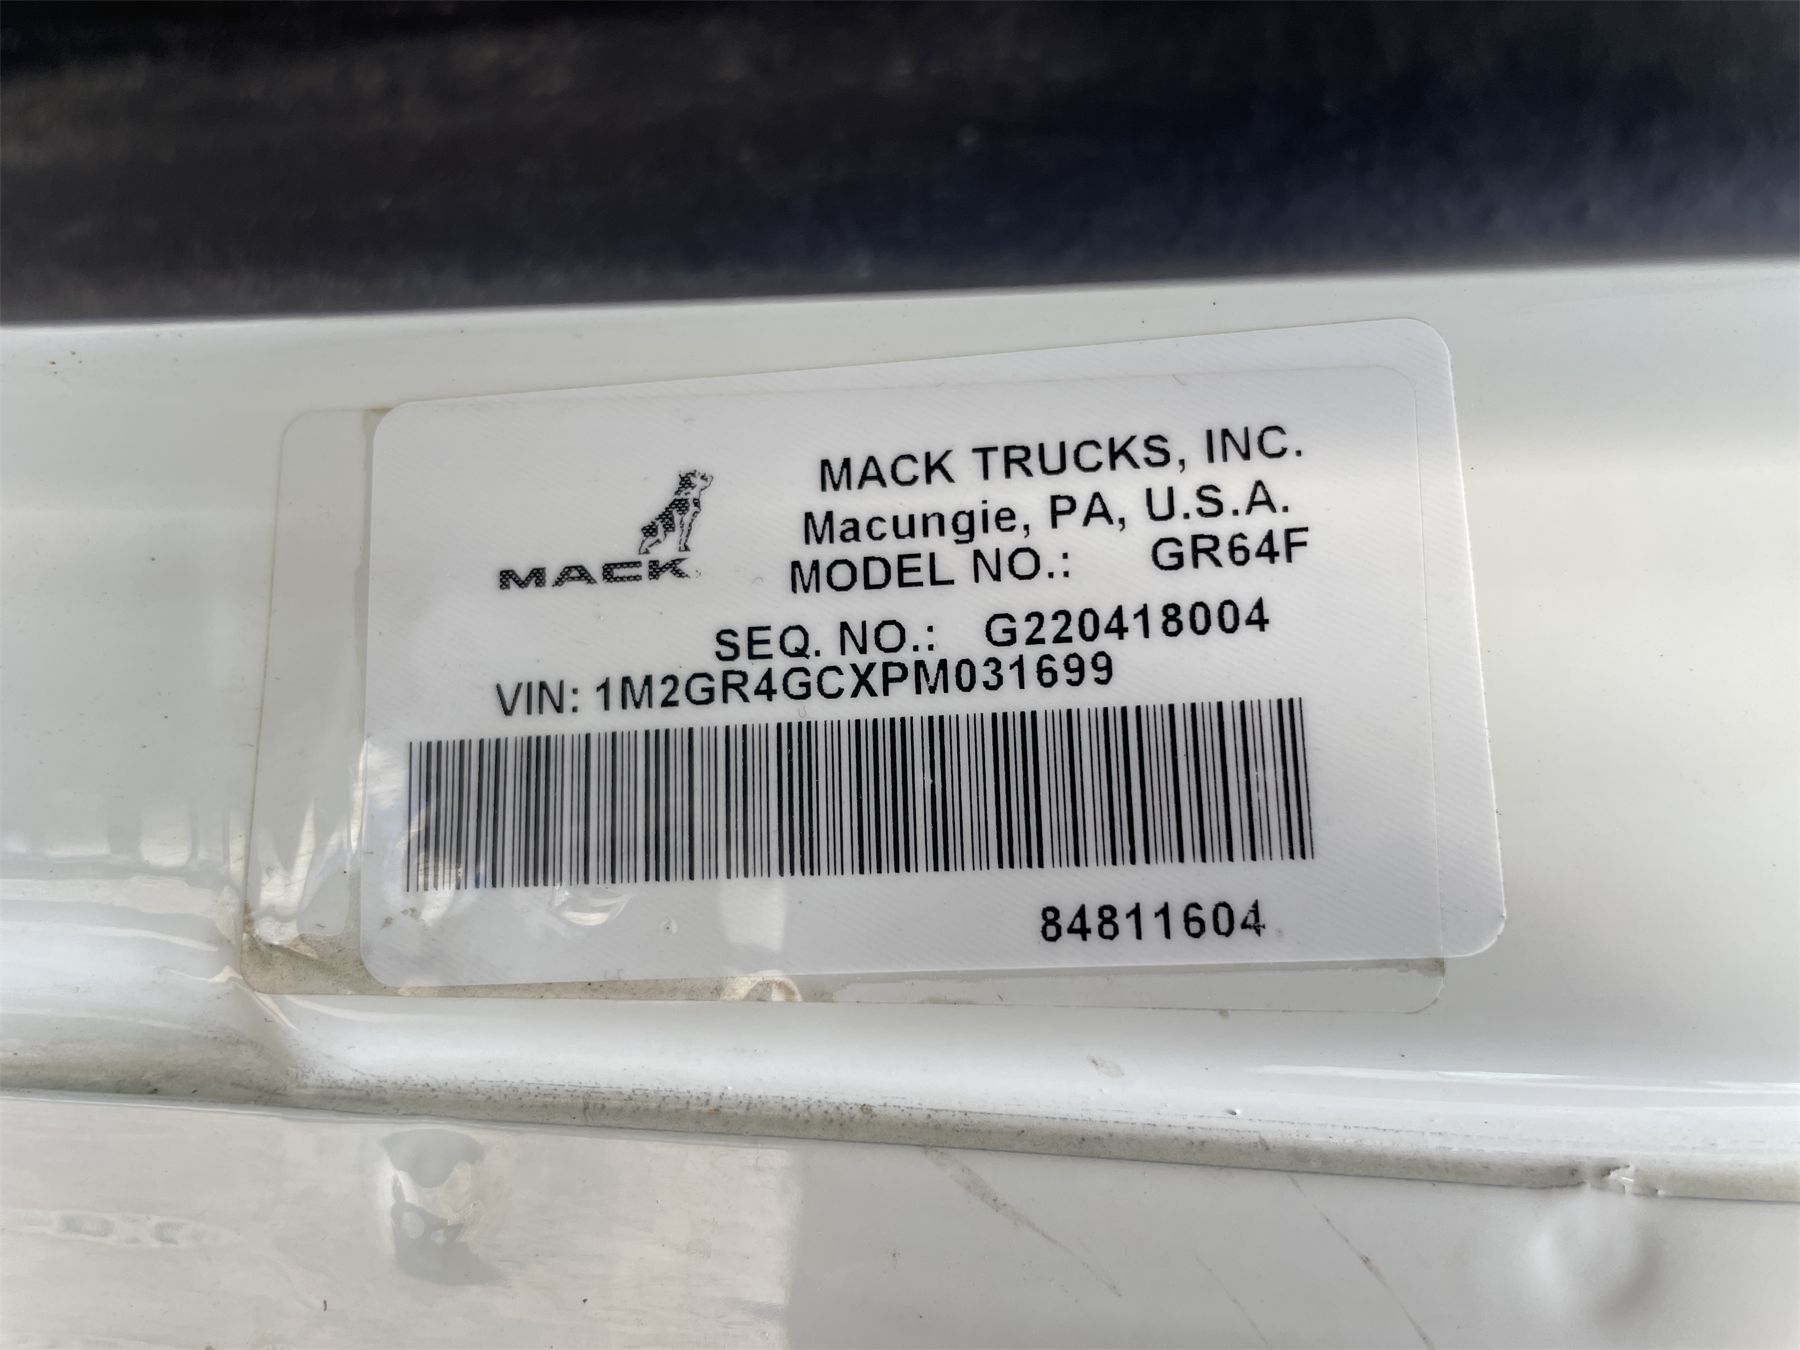 MACK TRUCKS, INC.
Macungie, PA, U.S.A.
MACK
MODEL NO.: GR64F
SEQ. NO.: G220418004
VIN: 1M2GR4GCXPM031699
84811604